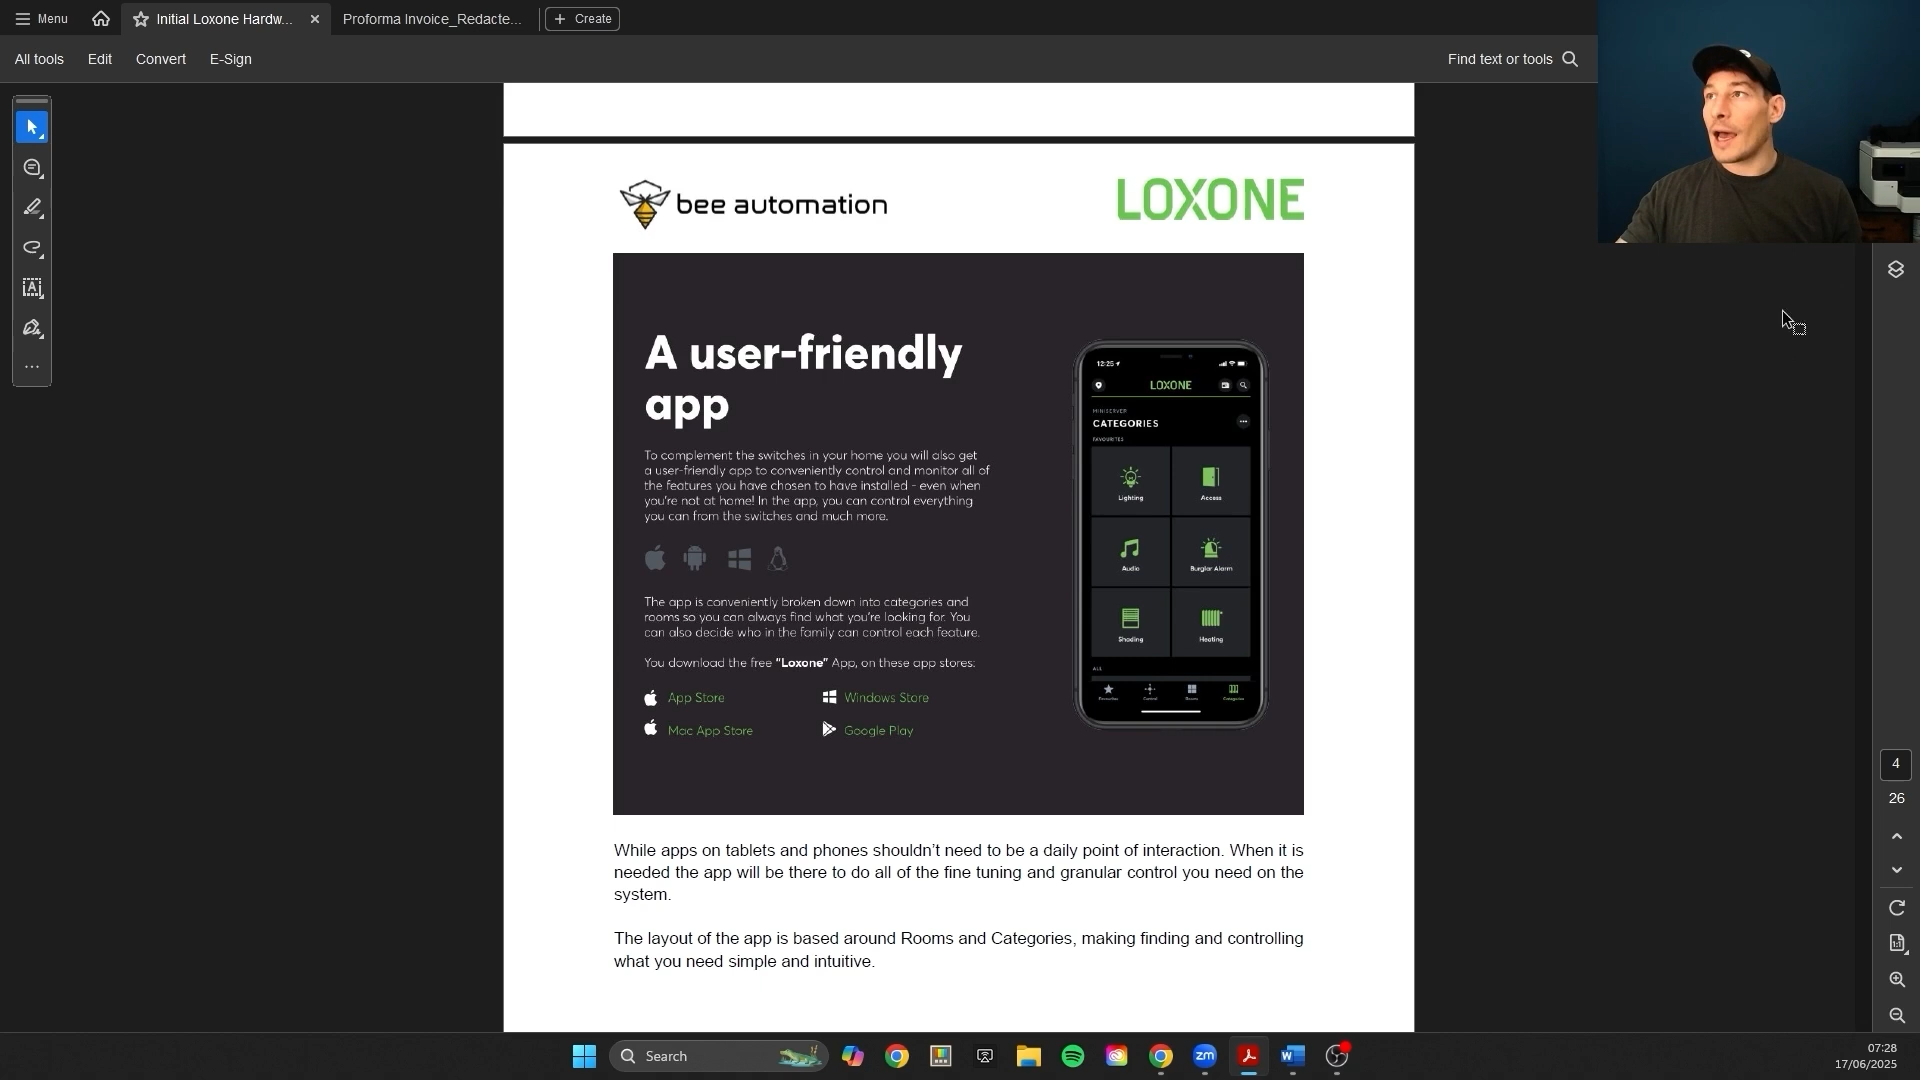 Menu
Initial Loxone Hardw...
Proforma Invoice_Redacte...
Create
All tools
Edit
Convert
E-Sign
Find text or tools
bee automation
LOXONE
A user-friendly
app
To complement the switches in your home you will also get
a user-friendly app to conveniently control and monitor all of
the features you have chosen to have installed - even when
you're not at home! In the app, you can control everything
you can from the switches and much more.
The app is conveniently broken down into categories and
rooms so you can always find what you're looking for. You
can also decide who in the family can control each feature.
You download the free "Loxone" App, on these app stores:
App Store
Windows Store
Mac App Store
Google Play
12:25
LOXONE
MINISERVER
CATEGORIES
FAVOURITES
Lighting
Access
Audio
Burglar Alarm
Shading
Heating
ALL
Favourites
Central
Rooms
Categories
While apps on tablets and phones shouldn't need to be a daily point of interaction. When it is
needed the app will be there to do all of the fine tuning and granular control you need on the
system.
The layout of the app is based around Rooms and Categories, making finding and controlling
what you need simple and intuitive.
4
26
Search
zm
W
07:28
17/06/2025